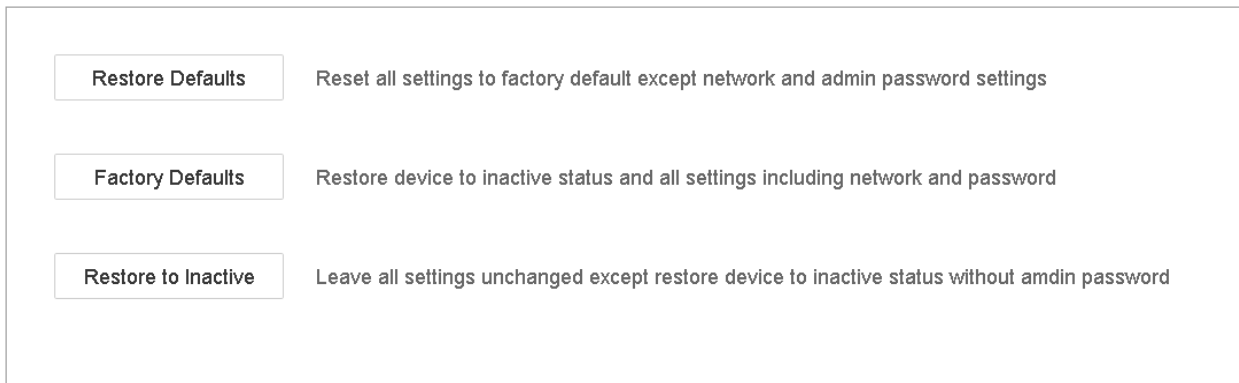 Restore Defaults Reset all settings to factory default except network and admin password settings
Factory Defaults Restore device to inactive status and all settings including network and password
Restore to Inactive Leave all settings unchanged except restore device to inactive status without amdin password